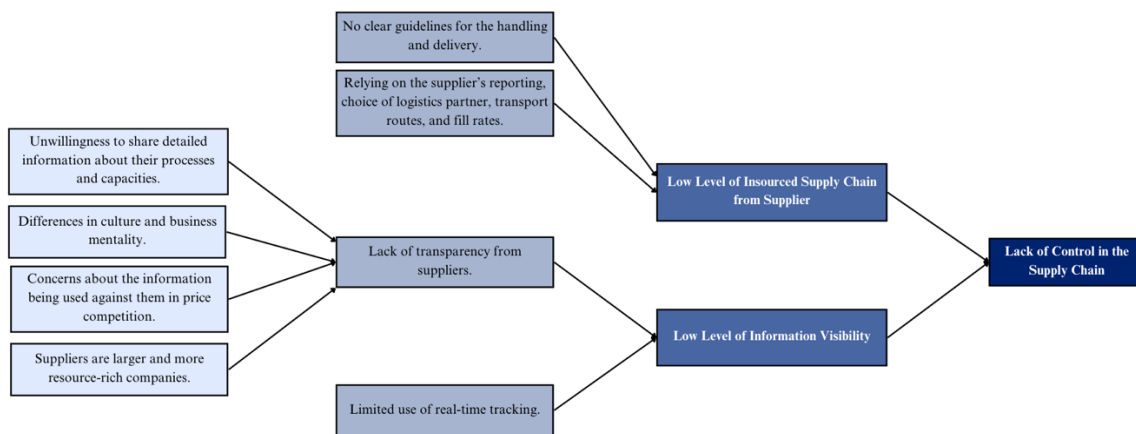 No clear guidelines for the handling
and delivery.
Relying on the supplier's reporting,
choice of logistics partner, transport
routes, and fill rates.
Unwillingness to share detailed
information about their processes
and capacities.
Differences in culture and business
mentality.
Concerns about the information
being used against them in price
competition.
Suppliers are larger and more
resource-rich companies.
Lack of transparency from
suppliers.
Limited use of real-time tracking.
Low Level of Insourced Supply Chain
from Supplier
Low Level of Information Visibility
Lack of Control in the
Supply Chain